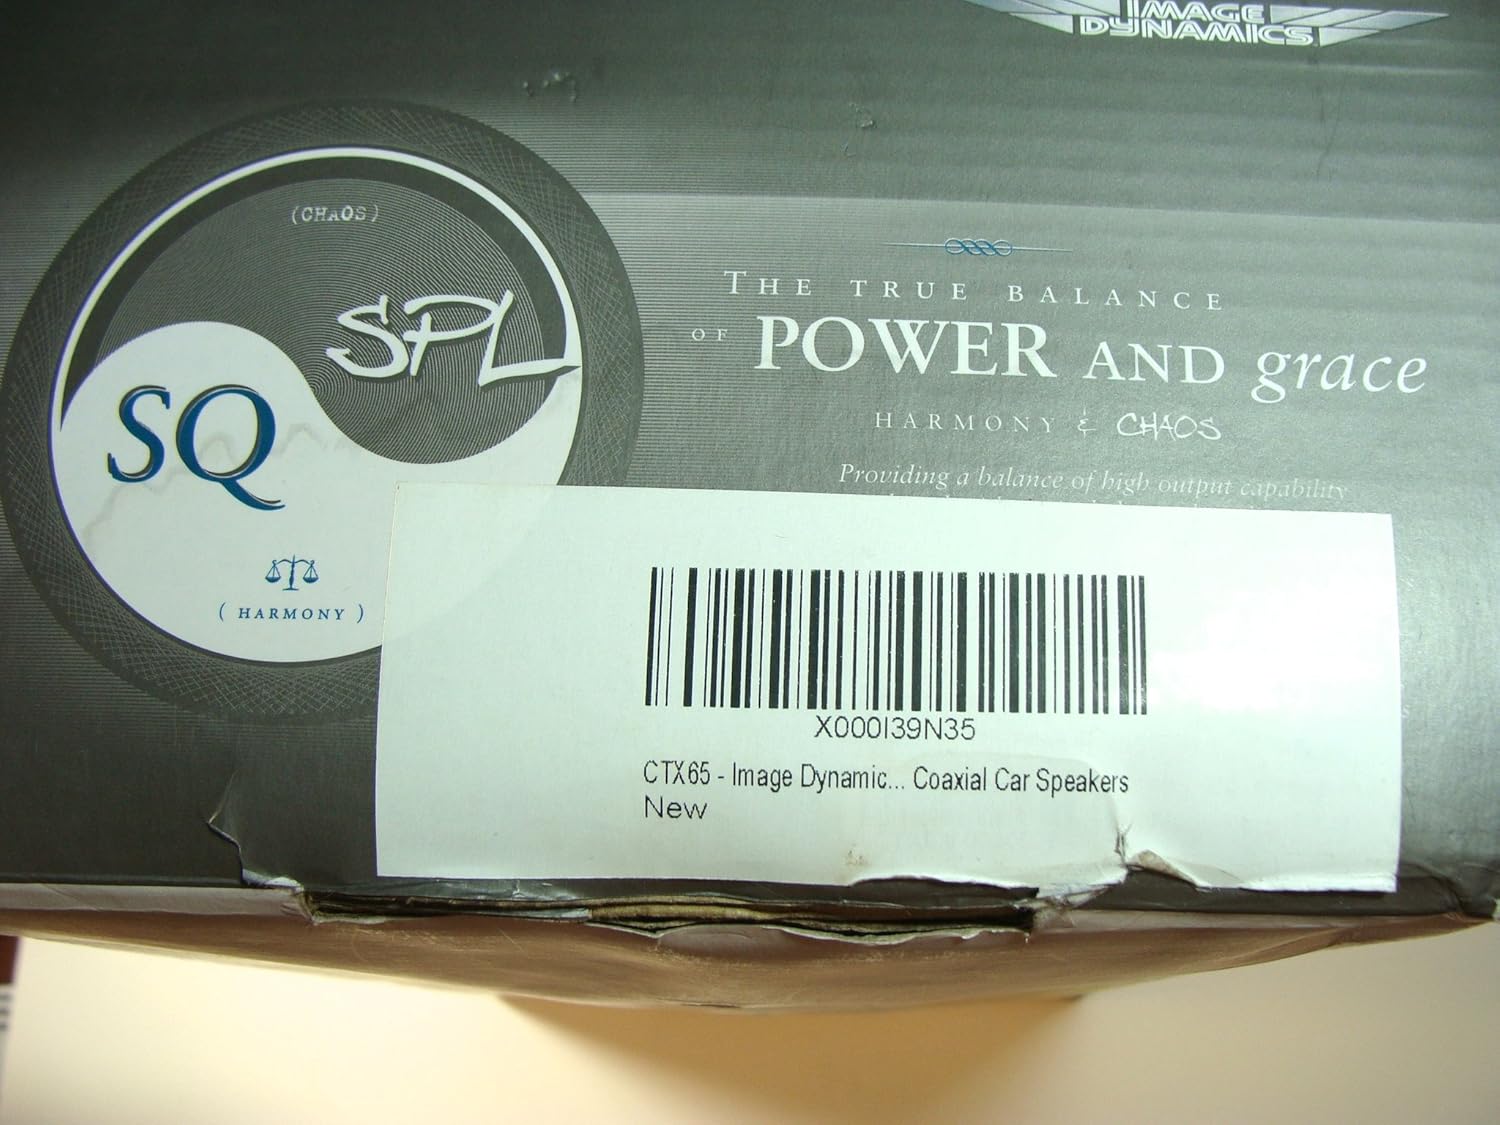 IMAGE
DYNAMICS
(CHAOS)
SPL
SQ
( HARMONY )
THE TRUE BALANCE
OF POWER AND grace
HARMONY & CHAOS
Providing a balance of high output capability
X000I39N35
CTX65 - Image Dynamic... Coaxial Car Speakers
New